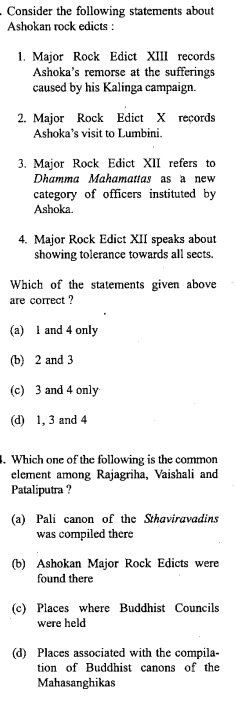 . Consider the following statements about
Ashokan rock edicts :
1. Major Rock Edict XIII records
Ashoka's remorse at the sufferings
caused by his Kalinga campaign.
2. Major Rock Edict X records
Ashoka's visit to Lumbini.
3. Major Rock Edict XII refers to
Dhamma Mahamattas as a new
category of officers instituted by
Ashoka.
4. Major Rock Edict XII speaks about
showing tolerance towards all sects.
Which of the statements given above
are correct ?
(a) 1 and 4 only
(b) 2 and 3
(c) 3 and 4 only
(d) 1, 3 and 4
. Which one of the following is the common
element among Rajagriha, Vaishali and
Pataliputra ?
(a) Pali canon of the Sthaviravadins
was compiled there
(b) Ashokan Major Rock Edicts were
found there
(c) Places where Buddhist Councils
were held
(d) Places associated with the compila-
tion of Buddhist canons of the
Mahasanghikas